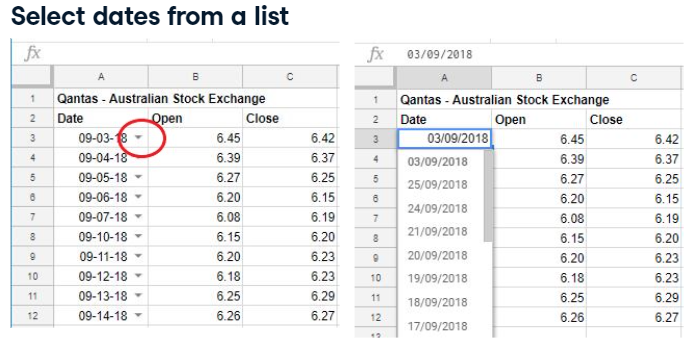 Select dates from a list
fx
A B C
1 Qantas - Australian Stock Exchange
2 Date Open Close
3 09-03-18 6.45 6.42
4 09-04-18 6.39 6.37
5 09-05-18 6.27 6.25
6 09-06-18 6.20 6.15
7 09-07-18 6.08 6.19
8 09-10-18 6.15 6.20
9 09-11-18 6.20 6.23
10 09-12-18 6.18 6.23
11 09-13-18 6.25 6.29
12 09-14-18 6.26 6.27
fx 03/09/2018
A B C
1 Qantas - Australian Stock Exchange
2 Date Open Close
3 03/09/2018 6.45 6.42
4 03/09/2018 6.39 6.37
5 25/09/2018 6.27 6.25
6 6.20 6.15
24/09/2018
7 6.08 6.19
8 21/09/2018 6.15 6.20
9 20/09/2018 6.20 6.23
10 19/09/2018 6.18 6.23
11 18/09/2018 6.25 6.29
12 6.26 6.27
17/09/2018
13